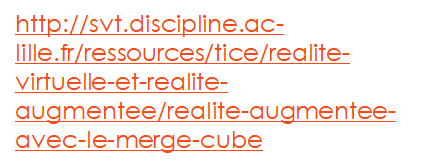 http://svt.discipline.ac-
lille.fr/ressources/tice/realite-
virtuelle-et-realite-
augmentee/realite-augmentee-
avec-le-merge-cube